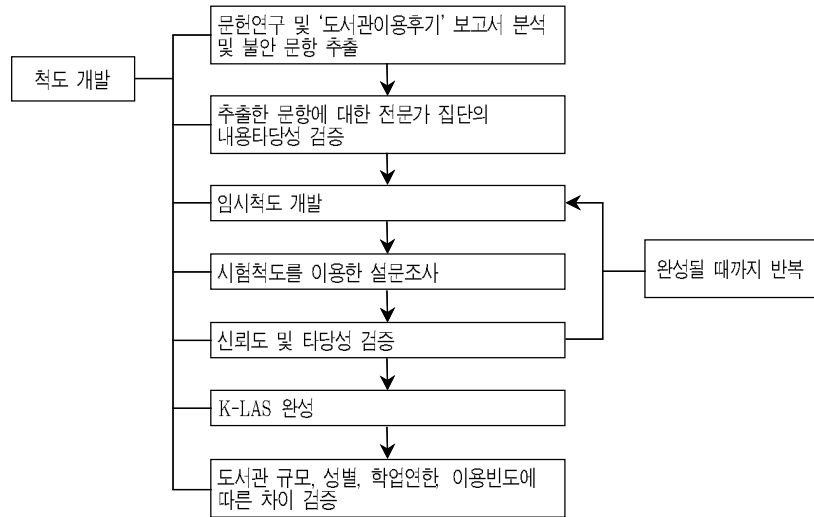 척도 개발
문헌연구 및 ‘도서관이용후기’ 보고서 분석
및 불안 문항 추출
추출한 문항에 대한 전문가 집단의
내용타당성 검증
임시척도 개발
시험척도를 이용한 설문조사
완성될 때까지 반복
신뢰도 및 타당성 검증
K-LAS 완성
도서관 규모, 성별, 학업연한, 이용빈도에
따른 차이 검증